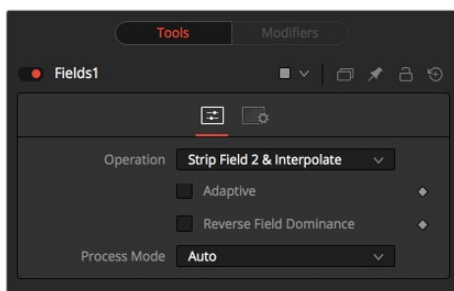 Tools Modifiers
Fields1
Operation Strip Field 2 & Interpolate
Adaptive
Reverse Field Dominance
Process Mode Auto